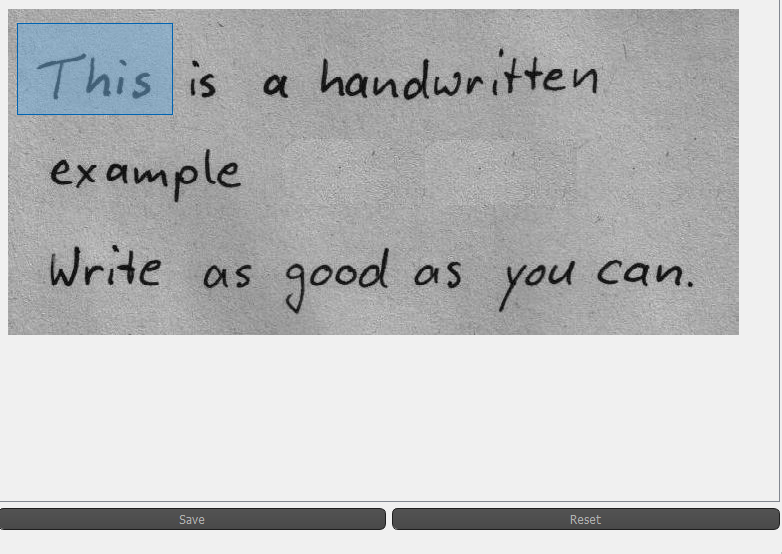 This is a handwritten
example
Write as good as you can.
Save Reset